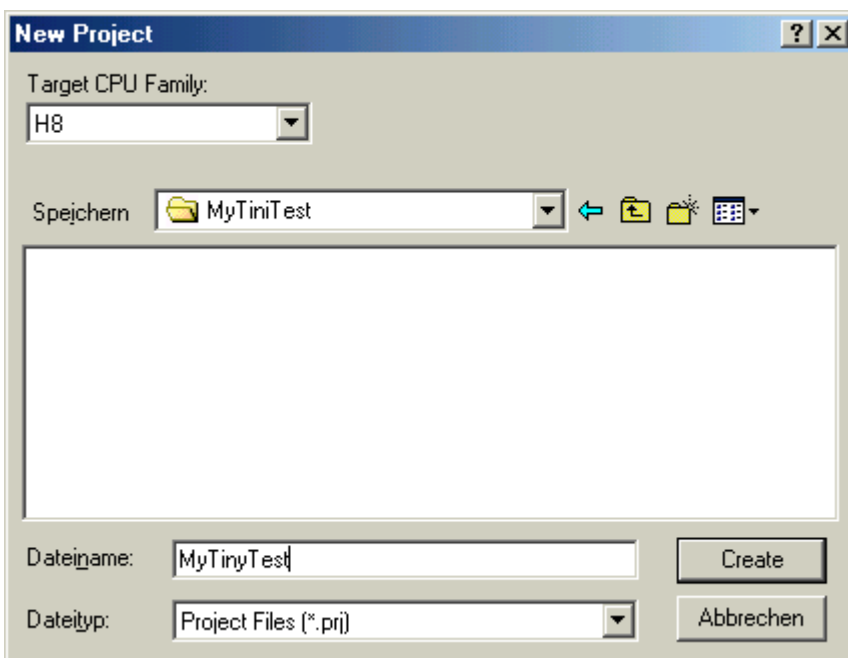 New Project
Target CPU Family:
H8
Speichern MyTiniTest
Dateiname: MyTinyTest Create
Dateityp: Project Files (*.prj) Abbrechen